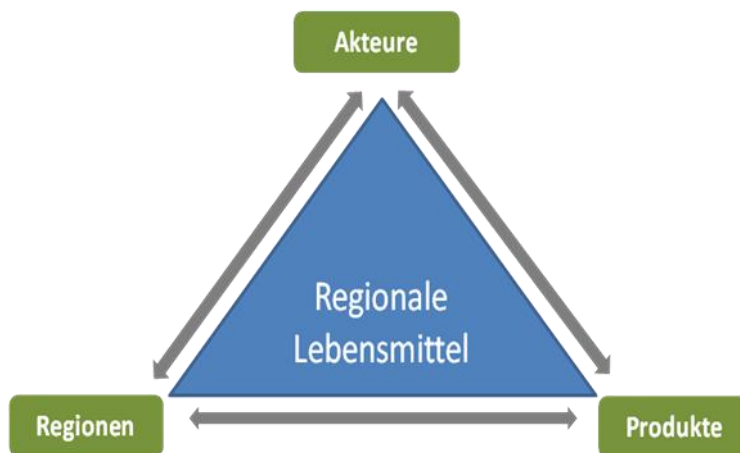 Akteure
Regionale
Lebensmittel
Regionen
Produkte